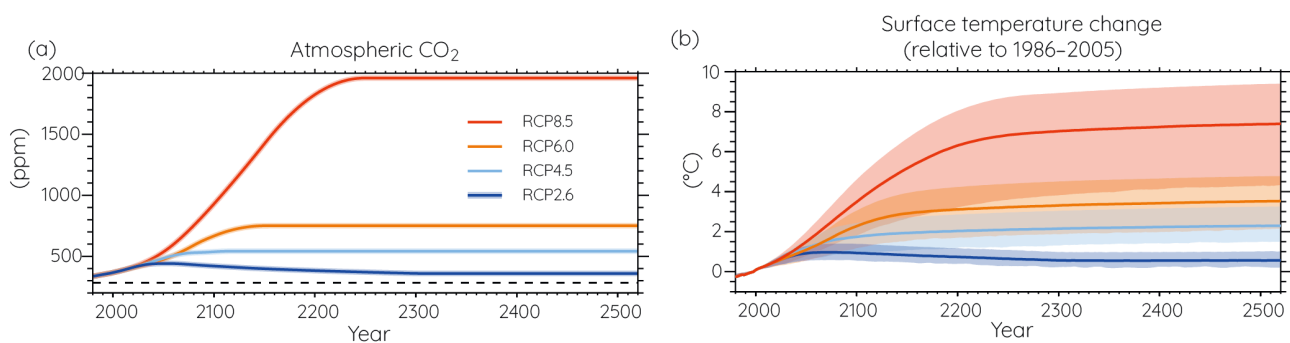 (a)
Atmospheric CO₂
2000
1500
1000
500
(ppm)
RCP8.5
RCP6.0
RCP4.5
RCP2.6
2000 2100 2200 2300 2400 2500
Year
(b)
Surface temperature change
(relative to 1986–2005)
10
8
6
4
2
0
(°C)
2000 2100 2200 2300 2400 2500
Year